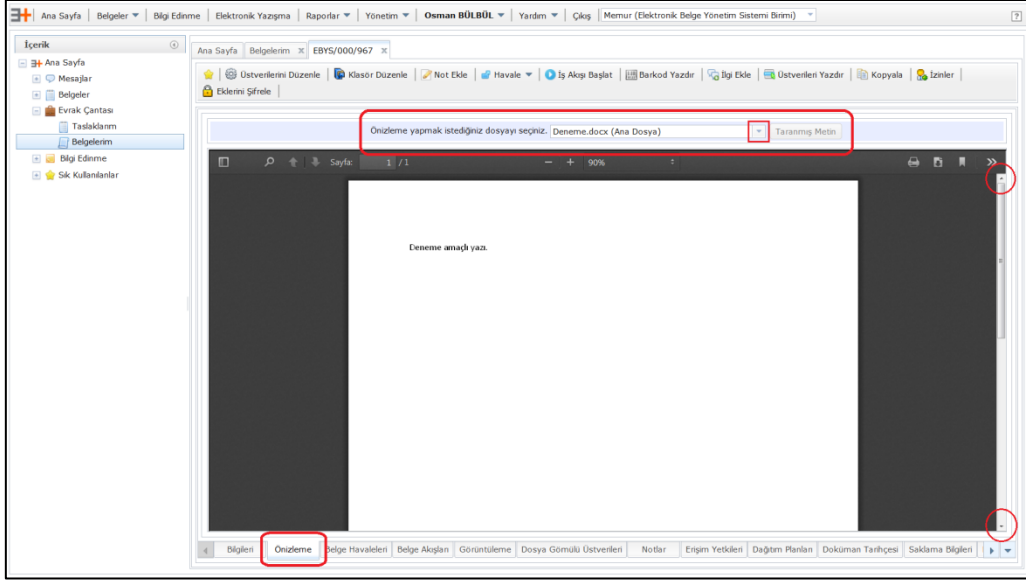 Ana Sayfa Belgeler Bilgi Edinme Elektronik Yazışma Raporlar Yönetim Osman BÜLBÜL Yardım Çıkış Memur (Elektronik Belge Yönetim Sistemi Birimi) ?
İçerik
Ana Sayfa
Mesajlar
Belgeler
Evrak Çantası
Taslaklarım
Belgelerim
Bilgi Edinme
Sık Kullanılanlar
Ana Sayfa Belgelerim x EBYS/000/967 x
Üstverilerini Düzenle Klasör Düzenle Not Ekle Havale İş Akışı Başlat Barkod Yazdır İlgi Ekle Üstverileri Yazdır Kopyala İzinler
Eklerini Şifrele
Önizleme yapmak istediğiniz dosyayı seçiniz. Deneme.docx (Ana Dosya) Taranmış Metin
Sayfa: 1 / 1 − + 90%
Deneme amaçlı yazı.
Bilgileri Önizleme Belge Havaleleri Belge Akışları Görüntüleme Dosya Gömülü Üstverileri Notlar Erişim Yetkileri Dağıtım Planları Doküman Tarihçesi Saklama Bilgileri